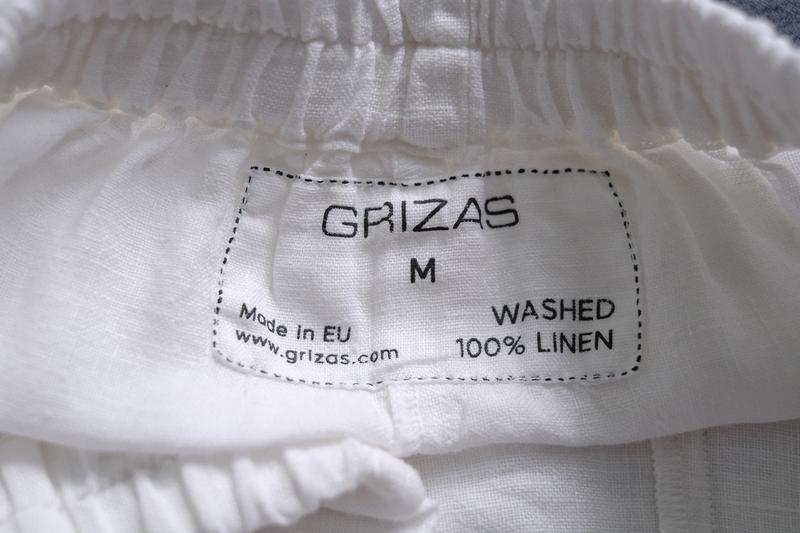 GRIZAS
M
Made in EU
www.grizas.com
WASHED
100% LINEN